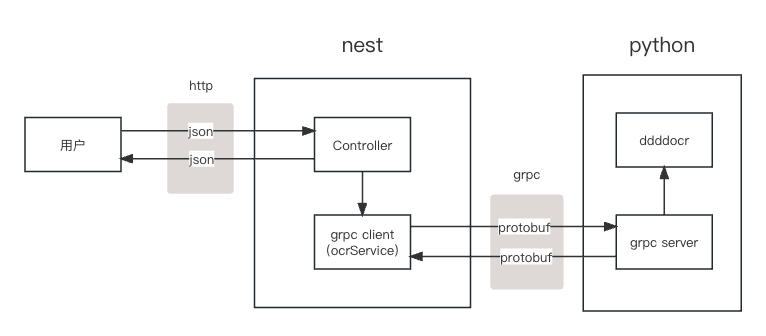 nest
python
http
用户
json
json
Controller
grpc client
(ocrService)
grpc
protobuf
protobuf
ddddocr
grpc server